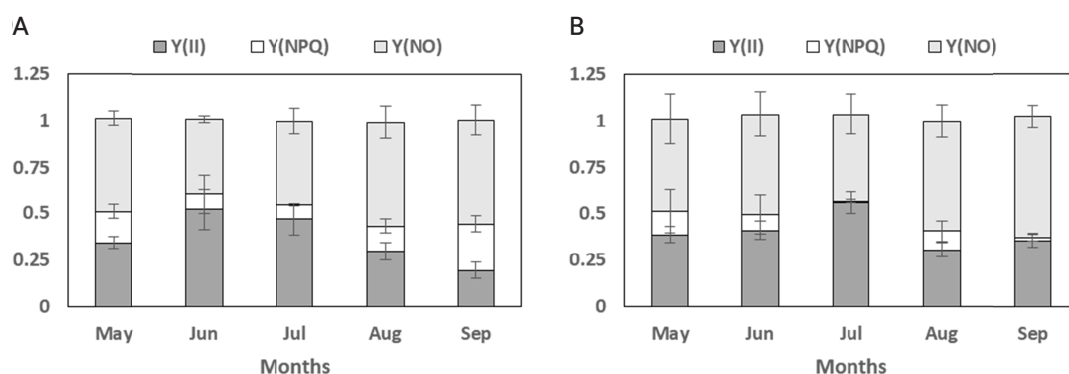 A
Y(II) Y(NPQ) Y(NO)
1.25
1
0.75
0.5
0.25
0
May Jun Jul Aug Sep
Months
B
Y(II) Y(NPQ) Y(NO)
1.25
1
0.75
0.5
0.25
0
May Jun Jul Aug Sep
Months